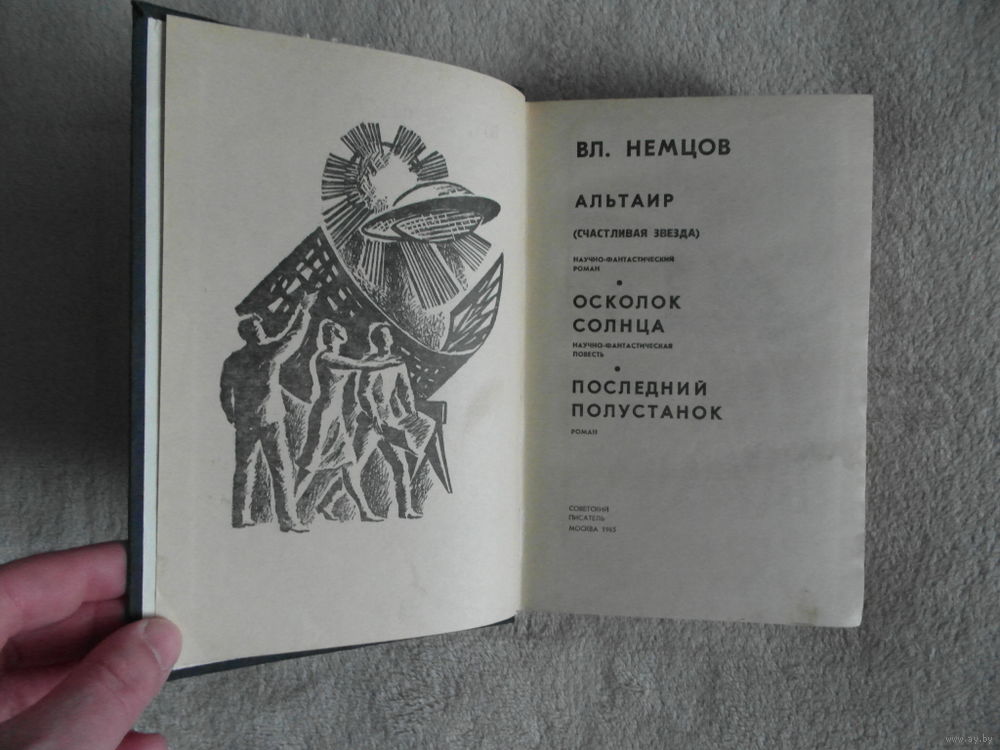 ВЛ. НЕМЦОВ
АЛЬТАИР
(СЧАСТЛИВАЯ ЗВЕЗДА)
НАУЧНО-ФАНТАСТИЧЕСКИЙ
РОМАН
•
ОСКОЛОК
СОЛНЦА
НАУЧНО-ФАНТАСТИЧЕСКАЯ
ПОВЕСТЬ
•
ПОСЛЕДНИЙ
ПОЛУСТАНОК
РОМАН
СОВЕТСКИЙ
ПИСАТЕЛЬ
МОСКВА 1965
www.ay.by